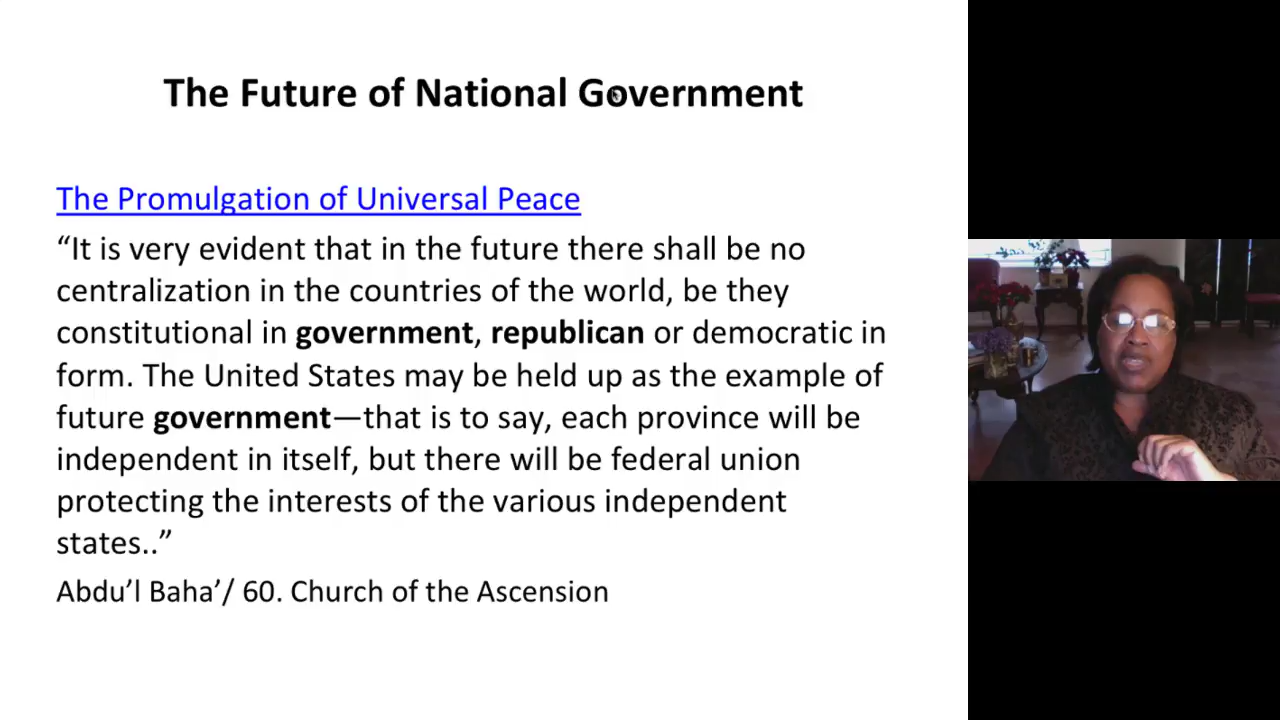 The Future of National Government
The Promulgation of Universal Peace
“It is very evident that in the future there shall be no
centralization in the countries of the world, be they
constitutional in government, republican or democratic in
form. The United States may be held up as the example of
future government—that is to say, each province will be
independent in itself, but there will be federal union
protecting the interests of the various independent
states..”
Abdu’l Baha’/ 60. Church of the Ascension